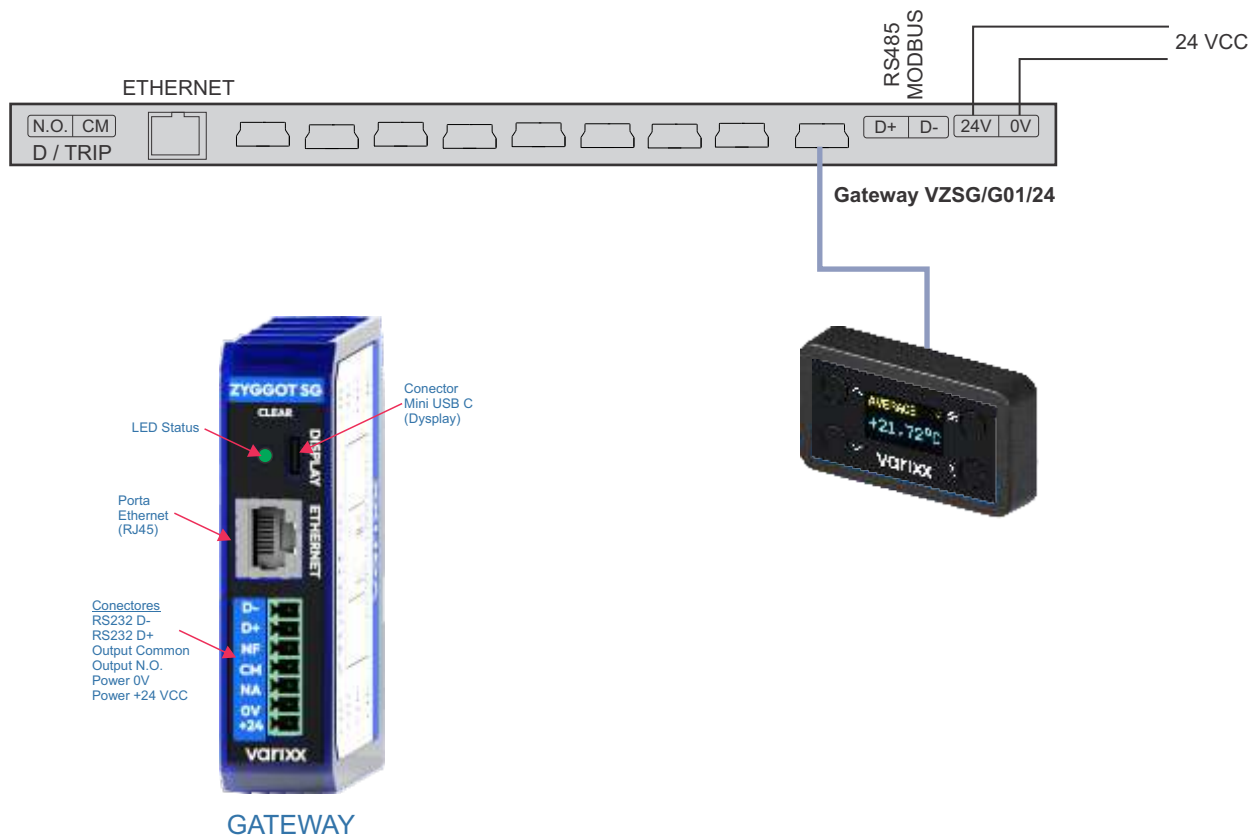 RS485
MODBUS
24 VCC
ETHERNET
N.O. CM
D / TRIP
D+ D- 24V 0V
Gateway VZSG/G01/24
ZYGGOT SG
CLEAR
DISPLAY
ETHERNET
D-
D+
NF
CM
NA
0V
+24
varixx
LED Status
Conector
Mini USB C
(Dysplay)
Porta
Ethernet
(RJ45)
Conectores
RS232 D-
RS232 D+
Output Common
Output N.O.
Power 0V
Power +24 VCC
GATEWAY
AVERAGE
+21.72ºC
varixx